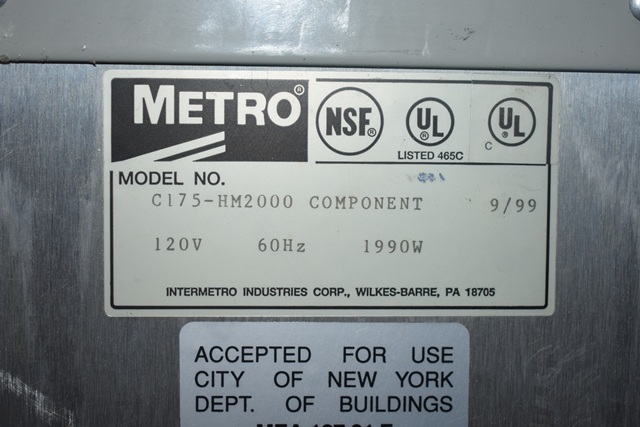 METRO®
NSF®
UL®
LISTED 465C
C UL®
MODEL NO.
C175-HM2000 COMPONENT 9/99
120V 60Hz 1990W
INTERMETRO INDUSTRIES CORP., WILKES-BARRE, PA 18705
ACCEPTED FOR USE
CITY OF NEW YORK
DEPT. OF BUILDINGS